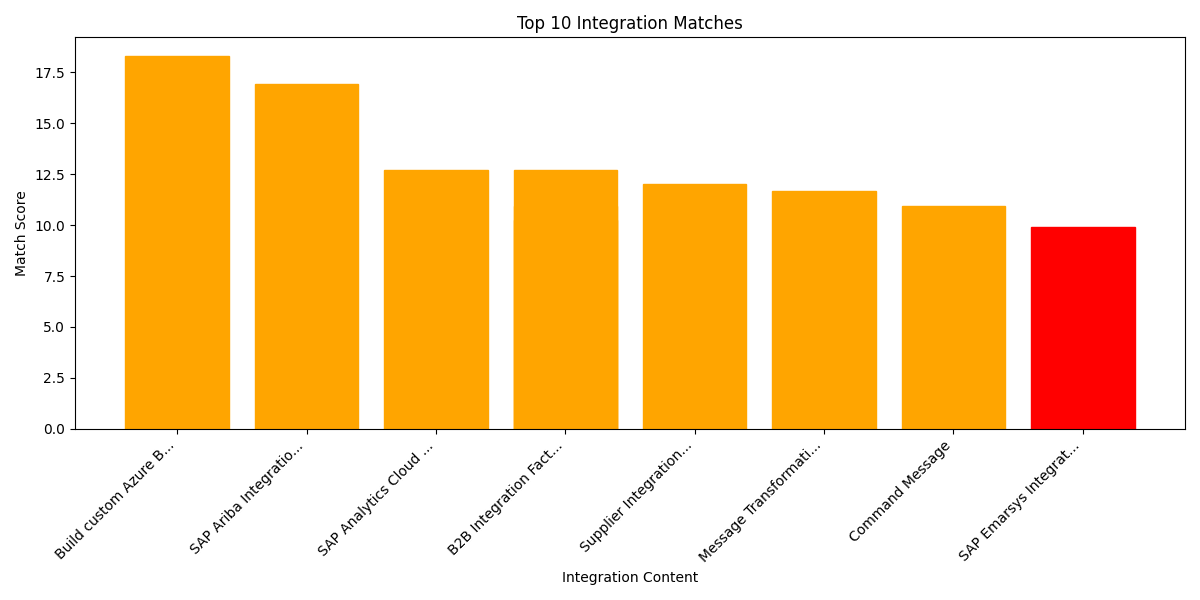 Top 10 Integration Matches
Match Score
17.5
15.0
12.5
10.0
7.5
5.0
2.5
0.0
Build custom Azure B...
SAP Ariba Integratio...
SAP Analytics Cloud ...
B2B Integration Fact...
Supplier Integration...
Message Transformati...
Command Message
SAP Emarsys Integrat...
Integration Content